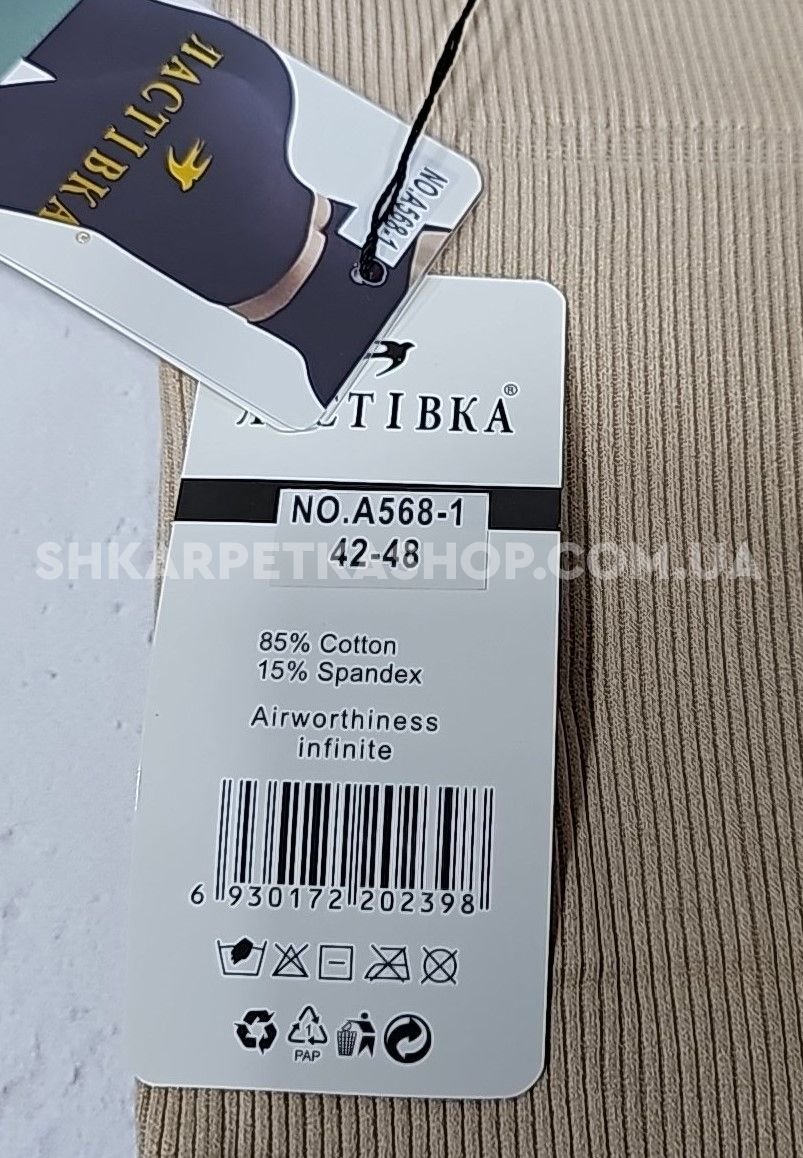 ЛАСТІВКА
©
NO.A568-1
ЛАСТІВКА®
NO.A568-1
42-48
SHKARPETKASHOP.COM.UA
85% Cotton
15% Spandex
Airworthiness
infinite
6 930172 202398
1
PAP